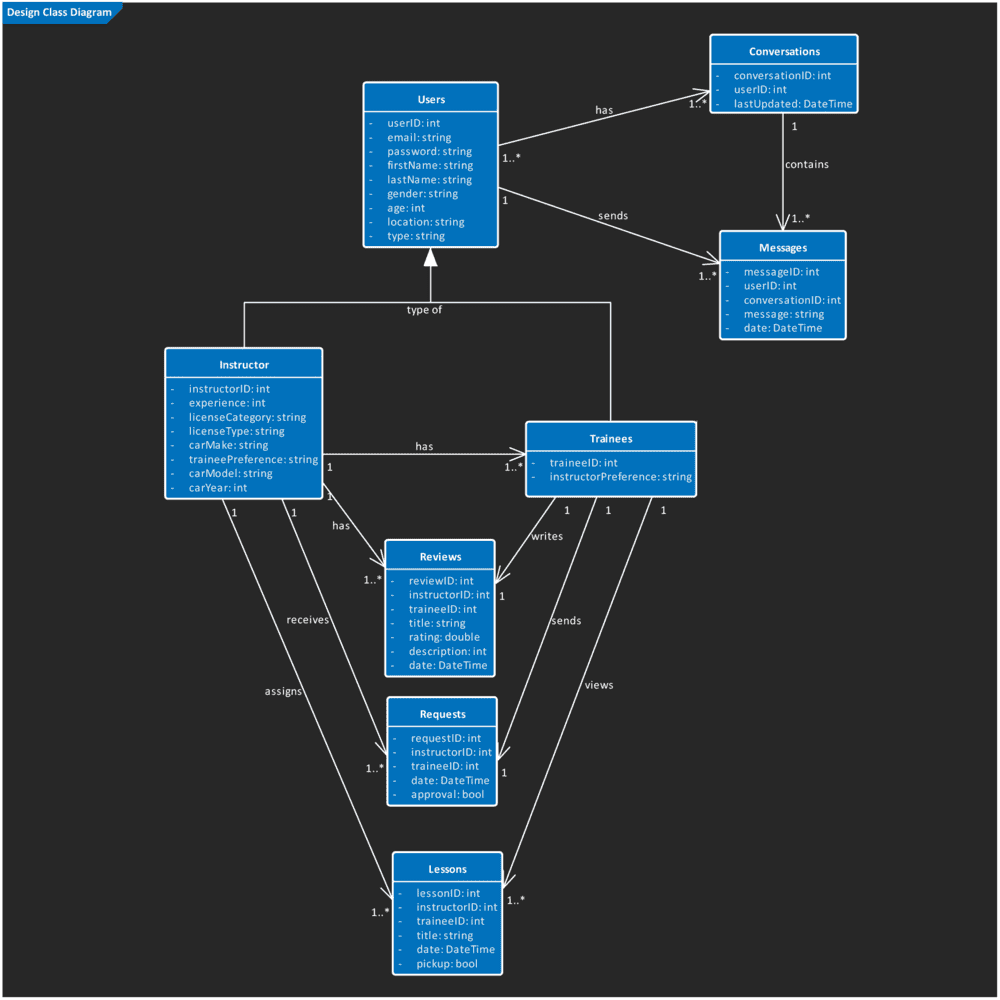 Design Class Diagram
Conversations
- conversationID: int
- userID: int
- lastUpdated: DateTime
Users
- userID: int
- email: string
- password: string
- firstName: string
- lastName: string
- gender: string
- age: int
- location: string
- type: string
has
1..*
1..*
1
contains
1..*
1
sends
1..*
Messages
- messageID: int
- userID: int
- conversationID: int
- message: string
- date: DateTime
type of
Instructor
- instructorID: int
- experience: int
- licenseCategory: string
- licenseType: string
- carMake: string
- traineePreference: string
- carModel: string
- carYear: int
has
1
1..*
Trainees
- traineeID: int
- instructorPreference: string
1
1
1
has
1..*
1
1
1
writes
1
Reviews
- reviewID: int
- instructorID: int
- traineeID: int
- title: string
- rating: double
- description: int
- date: DateTime
receives
sends
assigns
views
Requests
- requestID: int
- instructorID: int
- traineeID: int
- date: DateTime
- approval: bool
1..*
1
Lessons
- lessonID: int
- instructorID: int
- traineeID: int
- title: string
- date: DateTime
- pickup: bool
1..*
1..*